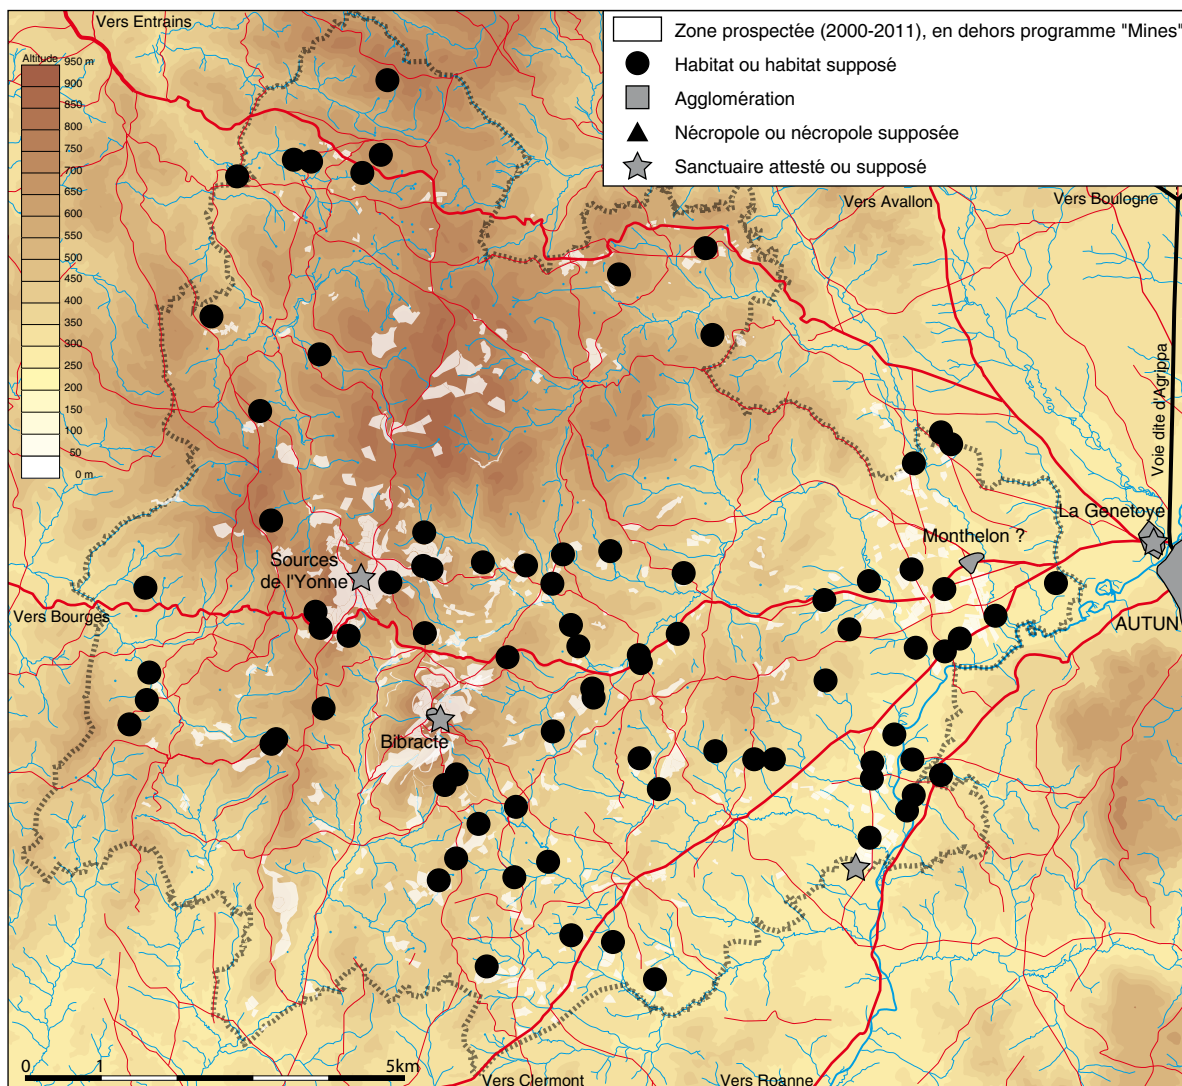 Vers Entrains
Zone prospectée (2000-2011), en dehors programme "Mines"
Habitat ou habitat supposé
Agglomération
Nécropole ou nécropole supposée
Sanctuaire attesté ou supposé
Altitude
950 m
900
850
800
750
700
650
600
550
500
450
400
350
300
250
200
150
100
50
0 m
Vers Avallon
Vers Boulogne
Voie dite d'Agrippa
La Genetoye
Monthelon ?
Sources
de l'Yonne
Vers Bourges
AUTUN
Bibracte
0
1
5km
Vers Clermont
Vers Roanne